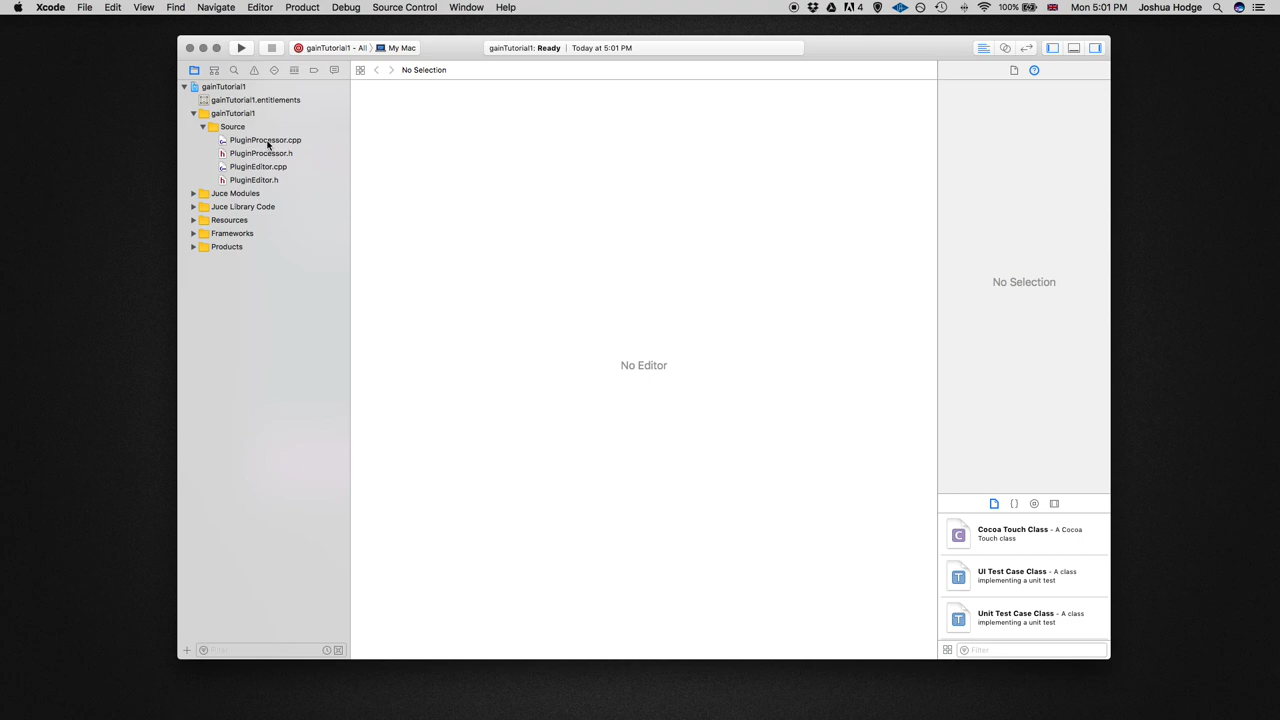 Xcode File Edit View Find Navigate Editor Product Debug Source Control Window Help 4 100% Mon 5:01 PM Joshua Hodge
gainTutorial1 - All My Mac gainTutorial1: Ready | Today at 5:01 PM
No Selection
gainTutorial1
gainTutorial1.entitlements
gainTutorial1
Source
PluginProcessor.cpp
PluginProcessor.h
PluginEditor.cpp
PluginEditor.h
Juce Modules
Juce Library Code
Resources
Frameworks
Products
No Editor
No Selection
Cocoa Touch Class - A Cocoa
Touch class
UI Test Case Class - A class
implementing a unit test
Unit Test Case Class - A class
implementing a unit test
Filter
Filter